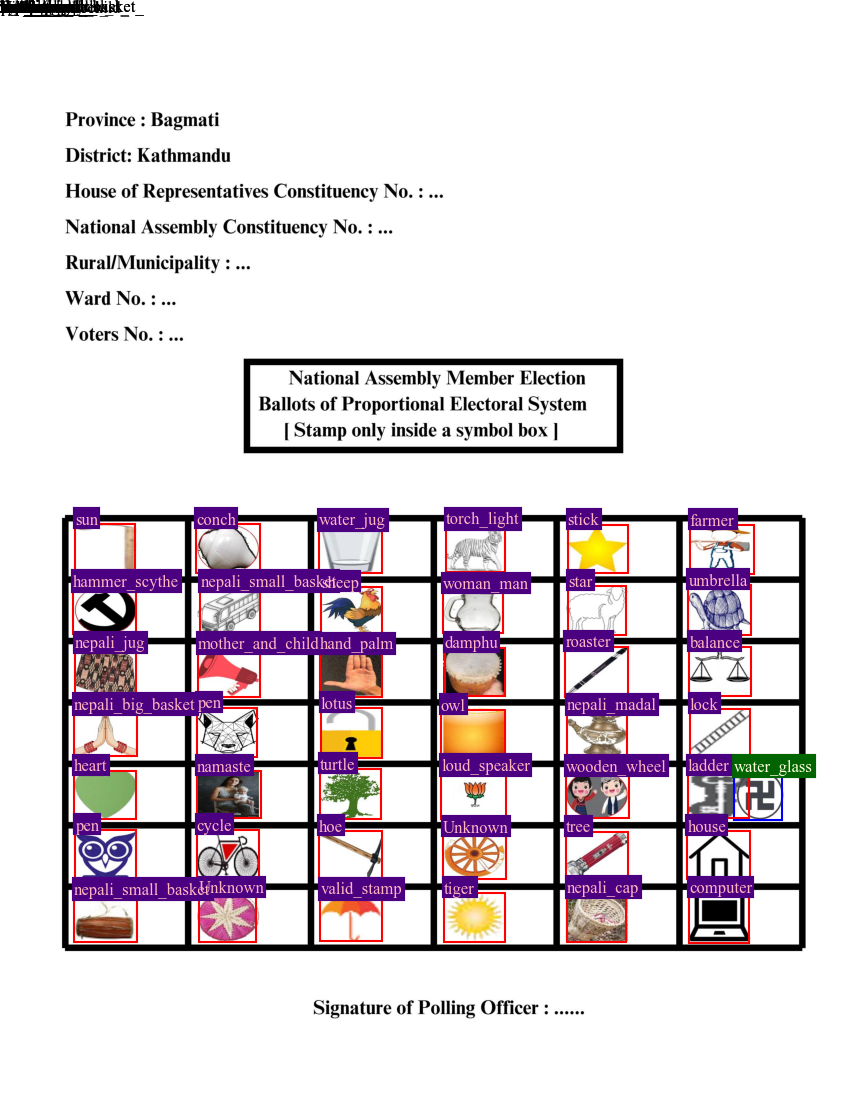 Province : Bagmati
District: Kathmandu
House of Representatives Constituency No. : ...
National Assembly Constituency No. : ...
Rural/Municipality : ...
Ward No. : ...
Voters No. : ...
National Assembly Member Election
Ballots of Proportional Electoral System
[ Stamp only inside a symbol box ]
sun conch water_jug torch_light stick farmer
hammer_scythe nepali_small_basket sheep woman_man star umbrella
nepali_jug mother_and_child hand_palm damphu roaster balance
nepali_big_basket pen lotus owl nepali_madal lock
heart namaste turtle loud_speaker wooden_wheel ladder water_glass
pen cycle hoe Unknown tree house
nepali_small_basket Unknown valid_stamp tiger nepali_cap computer
Signature of Polling Officer : ......